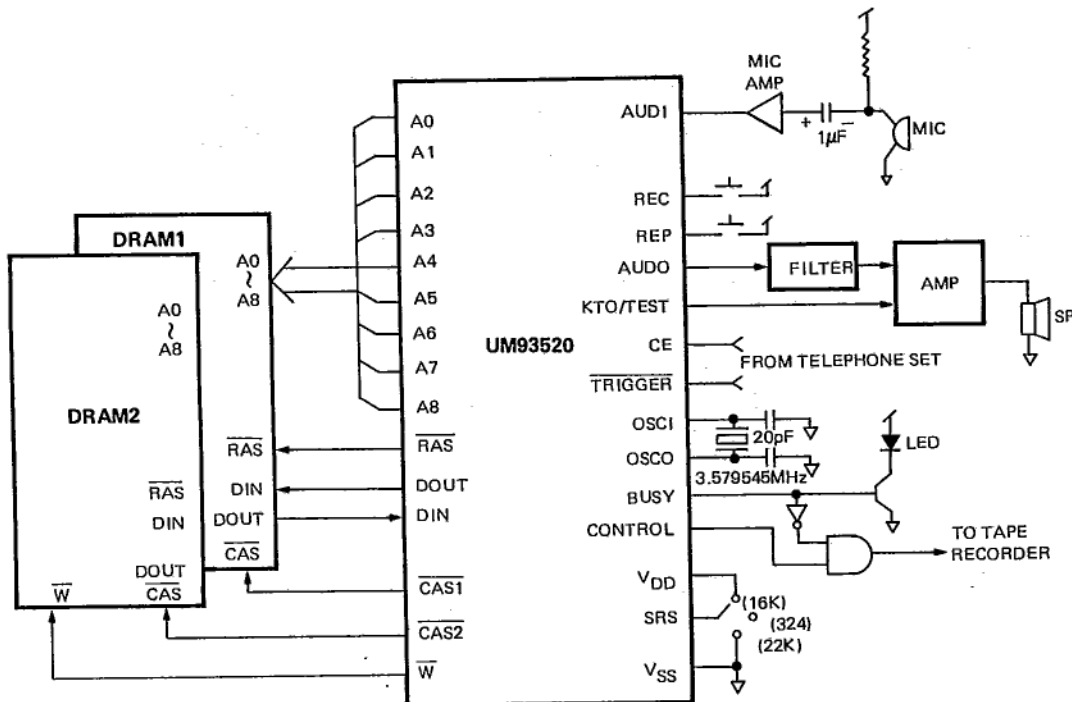 DRAM1
A0
~
A8
RAS
DIN
DOUT
CAS
DRAM2
A0
~
A8
RAS
DIN
DOUT
CAS
W
UM93520
A0
A1
A2
A3
A4
A5
A6
A7
A8
RAS
DOUT
DIN
CAS1
CAS2
W
AUDI
REC
REP
AUDO
KTO/TEST
CE
TRIGGER
OSCI
OSCO
BUSY
CONTROL
VDD
SRS
VSS
MIC
AMP
+
1μF
−
MIC
FILTER
AMP
SP
FROM TELEPHONE SET
20pF
3.579545MHz
LED
TO TAPE
RECORDER
(16K)
(324)
(22K)